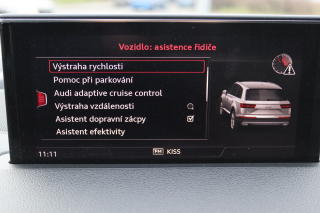 Vozidlo: asistence řidiče
Výstraha rychlosti
Pomoc při parkování
Audi adaptive cruise control
Výstraha vzdálenosti
Asistent dopravní zácpy
Asistent efektivity
11:11 FM KISS